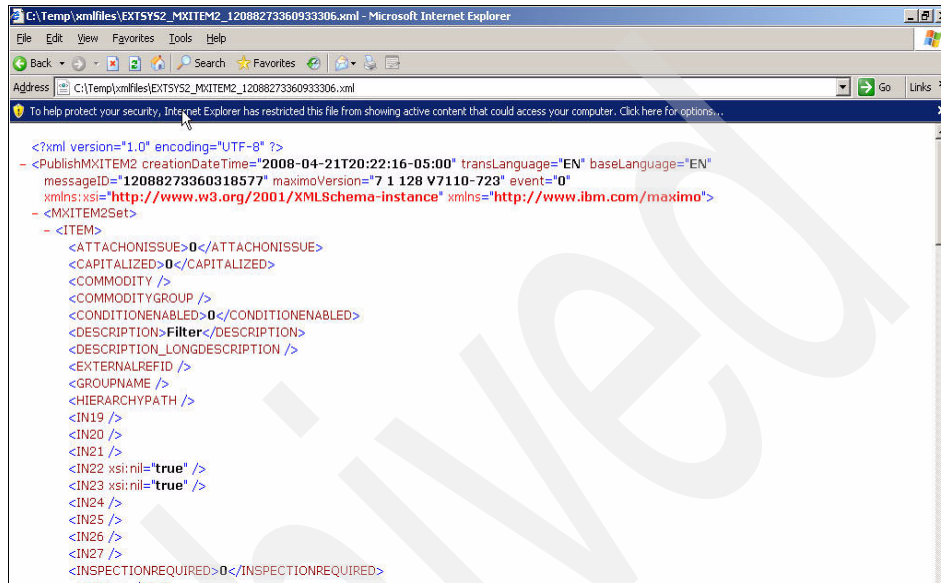 C:\Temp\xmlfiles\EXTSYS2_MXITEM2_12088273360933306.xml - Microsoft Internet Explorer
File Edit View Favorites Tools Help
Back Search Favorites
Address C:\Temp\xmlfiles\EXTSYS2_MXITEM2_12088273360933306.xml Go Links
To help protect your security, Internet Explorer has restricted this file from showing active content that could access your computer. Click here for options...
<?xml version="1.0" encoding="UTF-8" ?>
- <PublishMXITEM2 creationDateTime="2008-04-21T20:22:16-05:00" transLanguage="EN" baseLanguage="EN"
messageID="12088273360318577" maximoVersion="7 1 128 V7110-723" event="0"
xmlns:xsi="http://www.w3.org/2001/XMLSchema-instance" xmlns="http://www.ibm.com/maximo">
- <MXITEM2Set>
- <ITEM>
<ATTACHONISSUE>0</ATTACHONISSUE>
<CAPITALIZED>0</CAPITALIZED>
<COMMODITY />
<COMMODITYGROUP />
<CONDITIONENABLED>0</CONDITIONENABLED>
<DESCRIPTION>Filter</DESCRIPTION>
<DESCRIPTION_LONGDESCRIPTION />
<EXTERNALREFID />
<GROUPNAME />
<HIERARCHYPATH />
<IN19 />
<IN20 />
<IN21 />
<IN22 xsi:nil="true" />
<IN23 xsi:nil="true" />
<IN24 />
<IN25 />
<IN26 />
<IN27 />
<INSPECTIONREQUIRED>0</INSPECTIONREQUIRED>